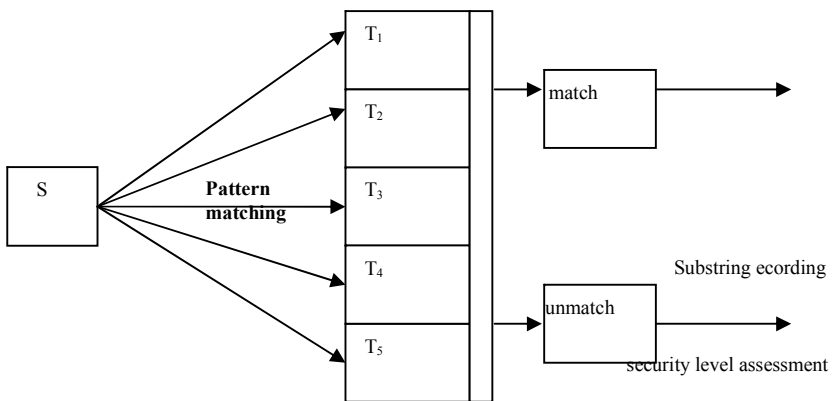 S
Pattern
matching
T₁
T₂
T₃
T₄
T₅
match
unmatch
Substring ecording
security level assessment